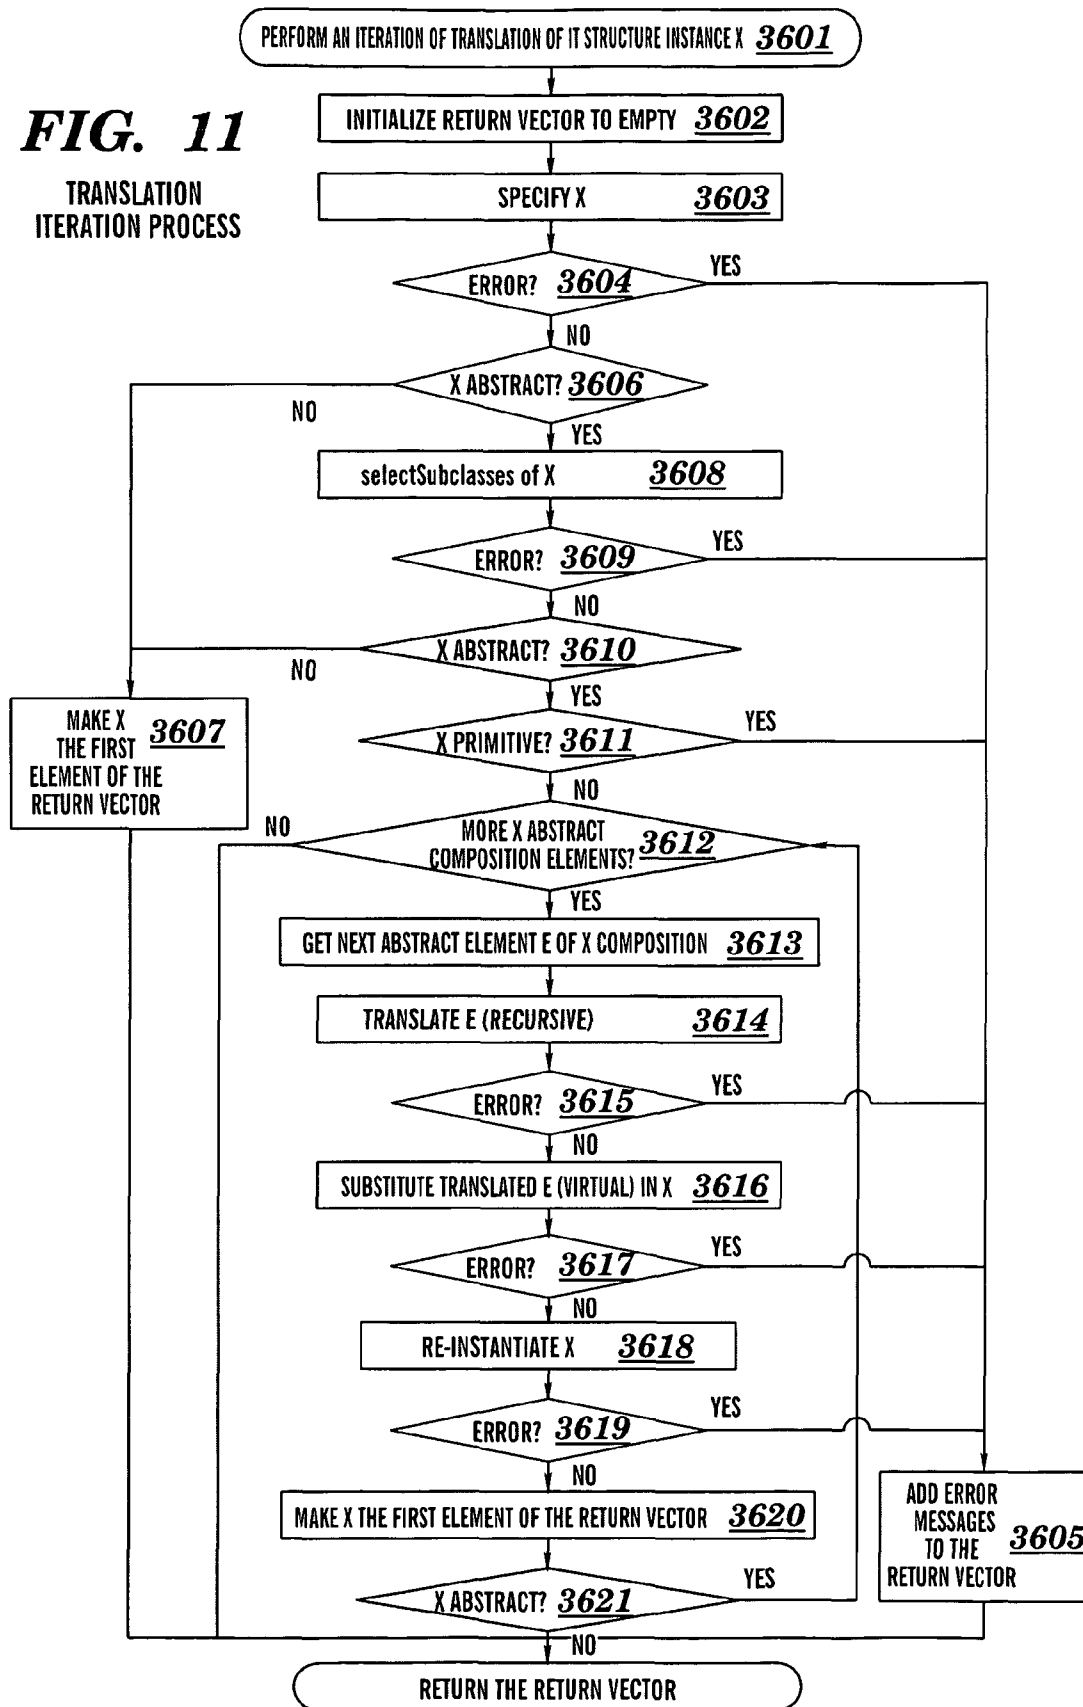 PERFORM AN ITERATION OF TRANSLATION OF IT STRUCTURE INSTANCE X 3601
FIG. 11
TRANSLATION
ITERATION PROCESS
INITIALIZE RETURN VECTOR TO EMPTY 3602
SPECIFY X 3603
ERROR? 3604
YES
NO
X ABSTRACT? 3606
NO
YES
selectSubclasses of X 3608
ERROR? 3609
YES
NO
X ABSTRACT? 3610
NO
YES
MAKE X
THE FIRST
ELEMENT OF THE
RETURN VECTOR
3607
X PRIMITIVE? 3611
YES
NO
MORE X ABSTRACT
COMPOSITION ELEMENTS?
3612
NO
YES
GET NEXT ABSTRACT ELEMENT E OF X COMPOSITION 3613
TRANSLATE E (RECURSIVE) 3614
ERROR? 3615
YES
NO
SUBSTITUTE TRANSLATED E (VIRTUAL) IN X 3616
ERROR? 3617
YES
NO
RE-INSTANTIATE X 3618
ERROR? 3619
YES
NO
MAKE X THE FIRST ELEMENT OF THE RETURN VECTOR 3620
ADD ERROR
MESSAGES
TO THE
RETURN VECTOR
3605
X ABSTRACT? 3621
YES
NO
RETURN THE RETURN VECTOR